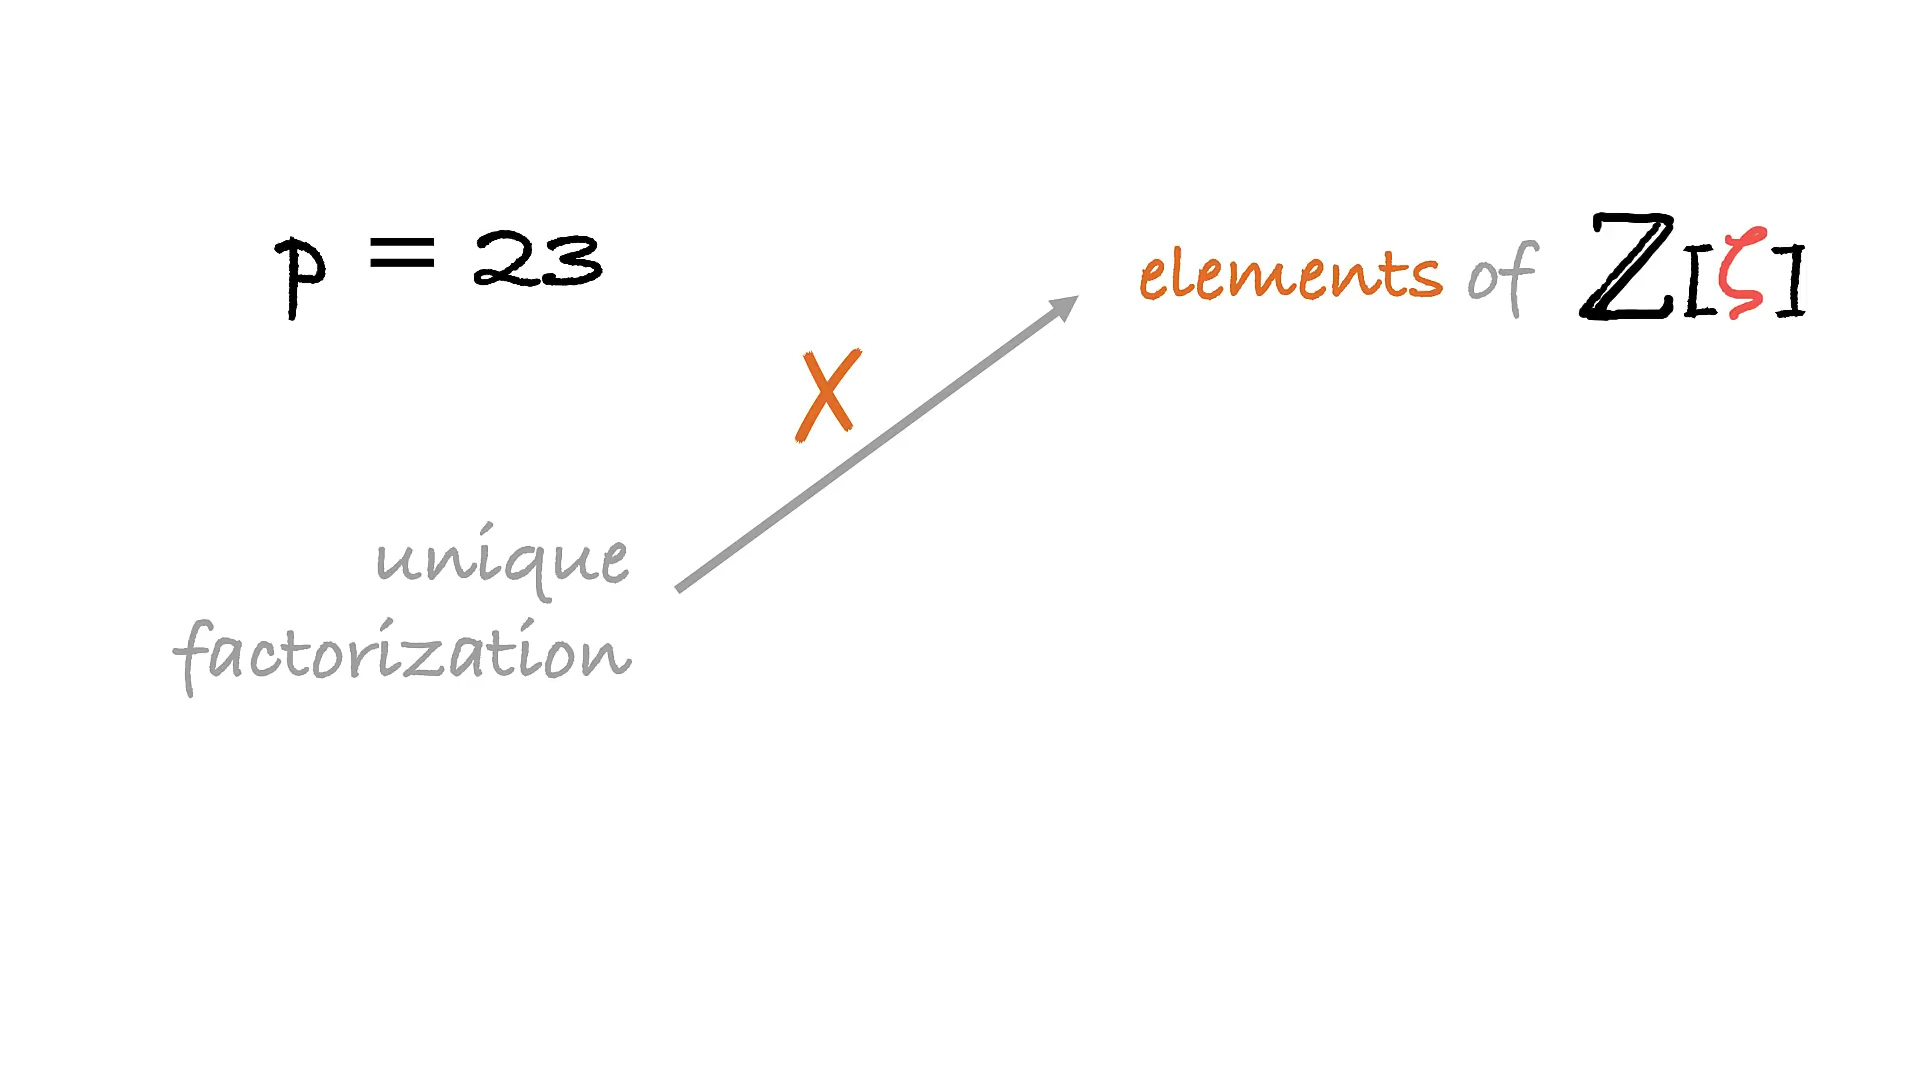 p = 23
elements of ℤ[ζ]
X
unique
factorization